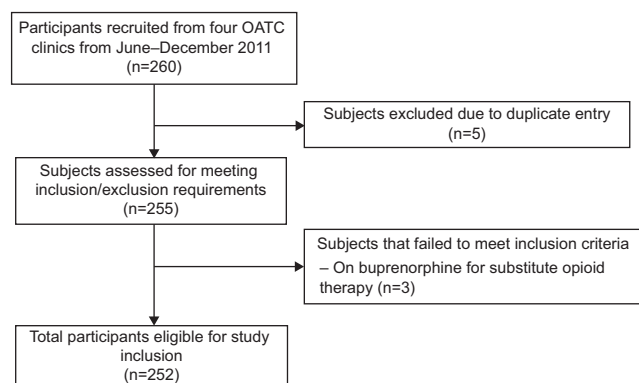 Participants recruited from four OATC
clinics from June–December 2011
(n=260)
Subjects excluded due to duplicate entry
(n=5)
Subjects assessed for meeting
inclusion/exclusion requirements
(n=255)
Subjects that failed to meet inclusion criteria
– On buprenorphine for substitute opioid
therapy (n=3)
Total participants eligible for study
inclusion
(n=252)